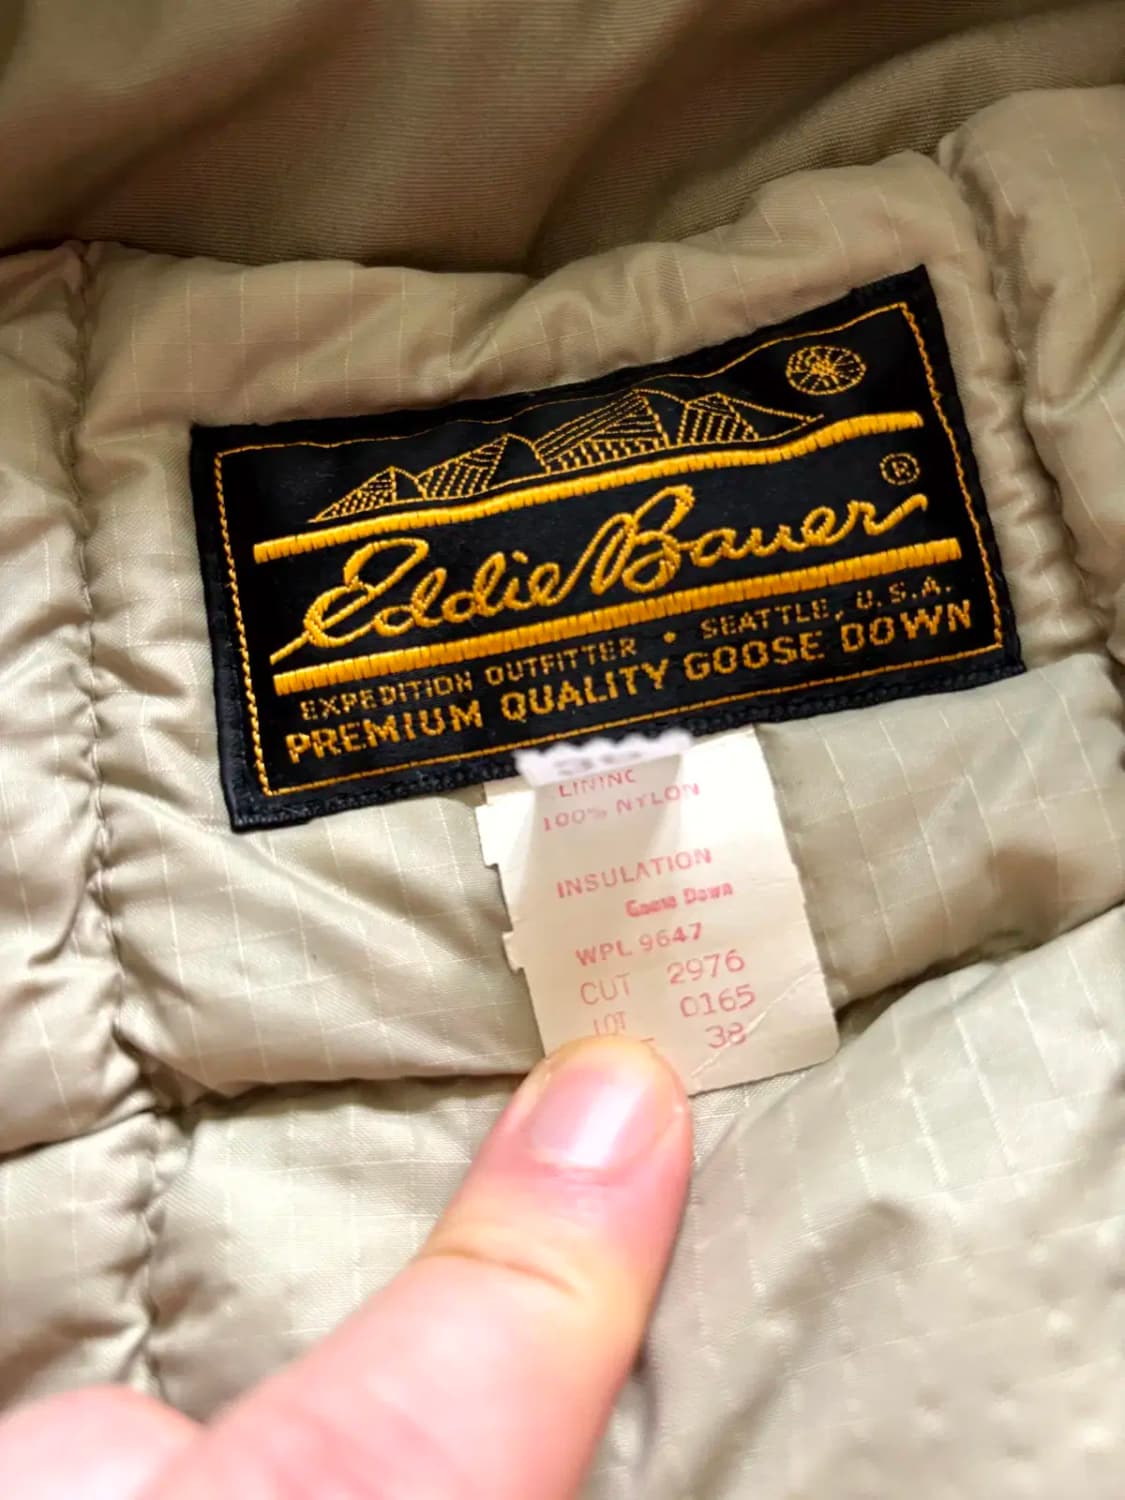 ®
Eddie Bauer
EXPEDITION OUTFITTER • SEATTLE, U.S.A.
PREMIUM QUALITY GOOSE DOWN
LINING
100% NYLON
INSULATION
Goose Down
WPL 9647
CUT 2976
LOT 0165
38